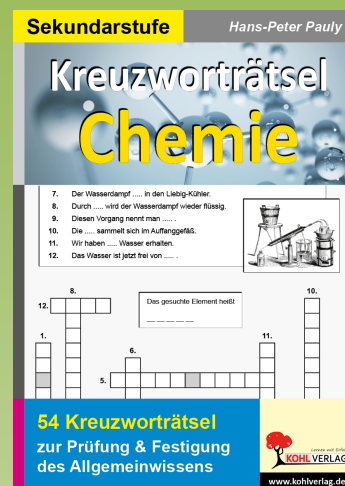 Sekundarstufe
Hans-Peter Pauly
Kreuzworträtsel
Chemie
7. Der Wasserdampf ..... in den Liebig-Kühler.
8. Durch ..... wird der Wasserdampf wieder flüssig.
9. Diesen Vorgang nennt man ..... .
10. Die ..... sammelt sich im Auffanggefäß.
11. Wir haben ..... Wasser erhalten.
12. Das Wasser ist jetzt frei von ..... .
8.
10.
12.
Das gesuchte Element heißt
_ _ _ _ _
1.
11.
6.
5.
54 Kreuzworträtsel
zur Prüfung & Festigung
des Allgemeinwissens
Lernen mit Erfolg
KOHL VERLAG
www.kohlverlag.de